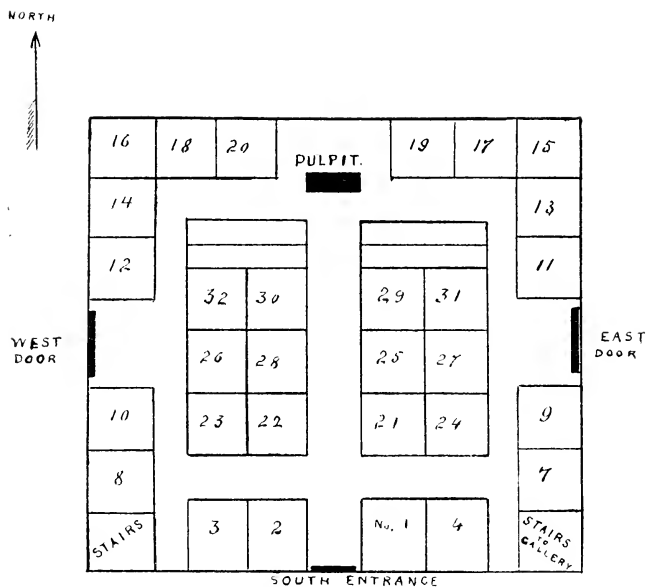 NORTH
16 18 20 19 17 15
PULPIT.
14 13
12 11
32 30 29 31
WEST
DOOR
EAST
DOOR
26 28 25 27
10 23 22 21 24 9
8 7
STAIRS
3 2 No. 1 4
STAIRS
TO
GALLERY
SOUTH ENTRANCE